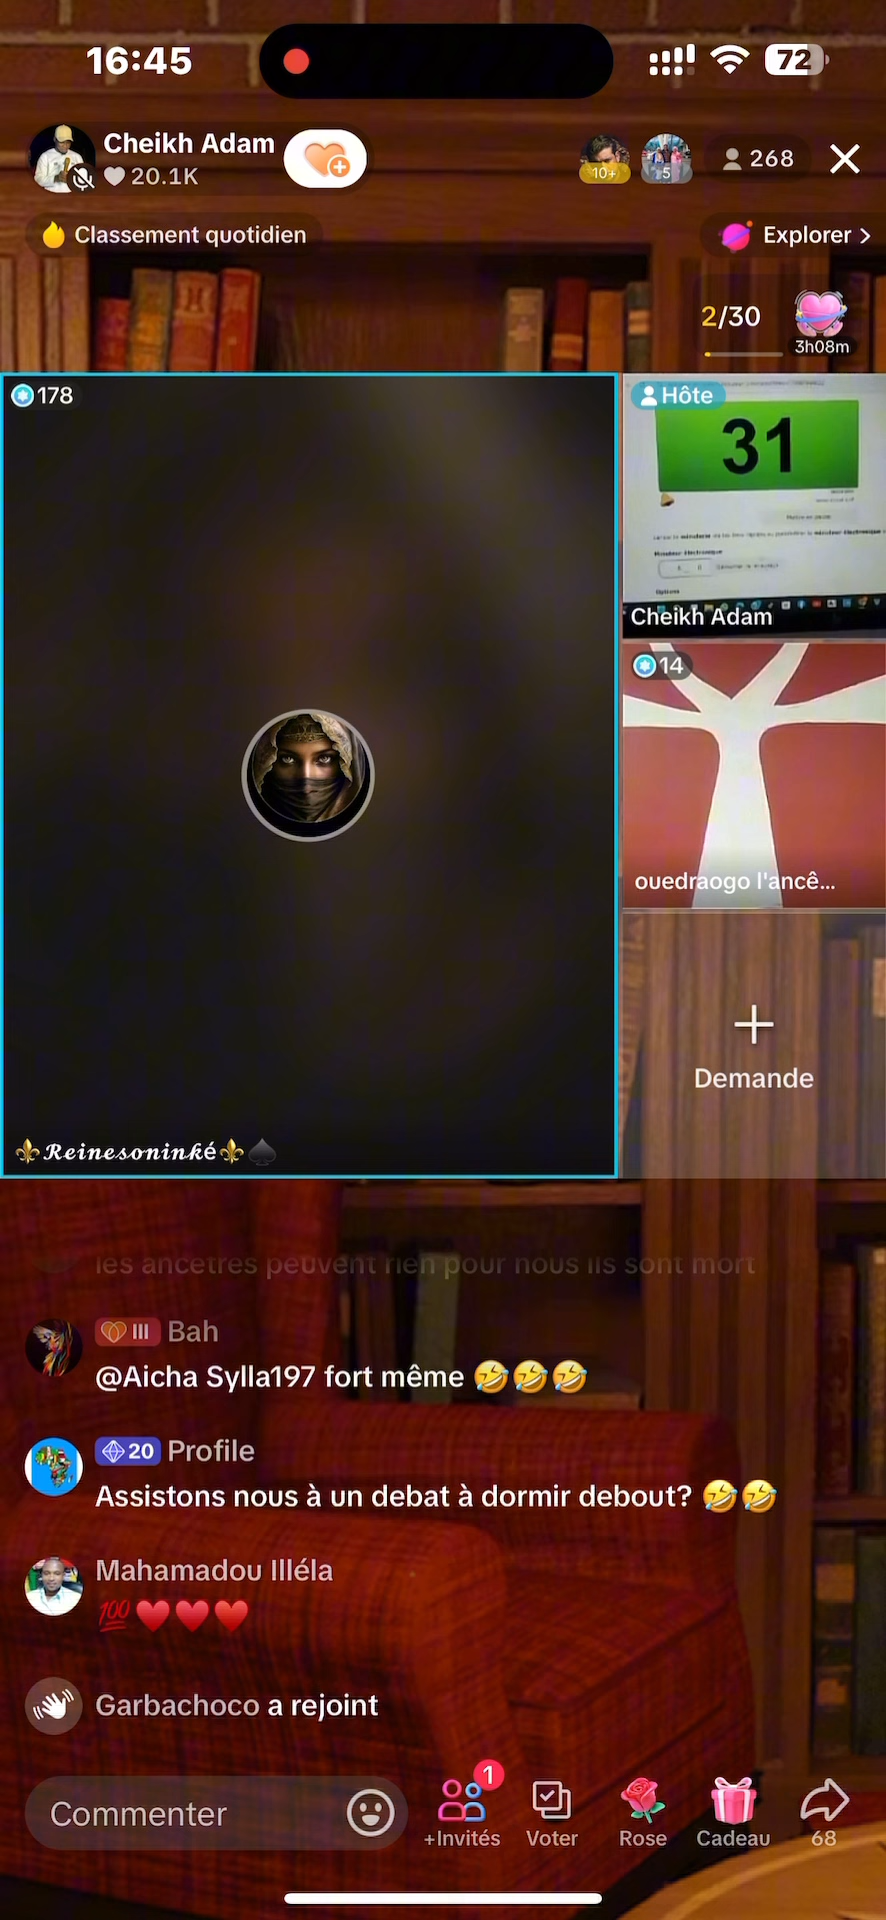 16:45
72
Cheikh Adam
20.1K
10+
5
268
Classement quotidien
Explorer >
2/30
3h08m
178
Hôte
31
Cheikh Adam
14
ouedraogo l'ancê...
Demande
⚜️𝓡𝓮𝓲𝓷𝓮𝓼𝓸𝓷𝓲𝓷𝓴é⚜️♠️
les ancetres peuvent rien pour nous ils sont mort
III Bah
@Aicha Sylla197 fort même 🤣🤣🤣
20 Profile
Assistons nous à un debat à dormir debout? 🤣🤣
Mahamadou Illéla
💯♥️♥️♥️
Garbachoco a rejoint
Commenter
1
+Invités
Voter
Rose
Cadeau
68